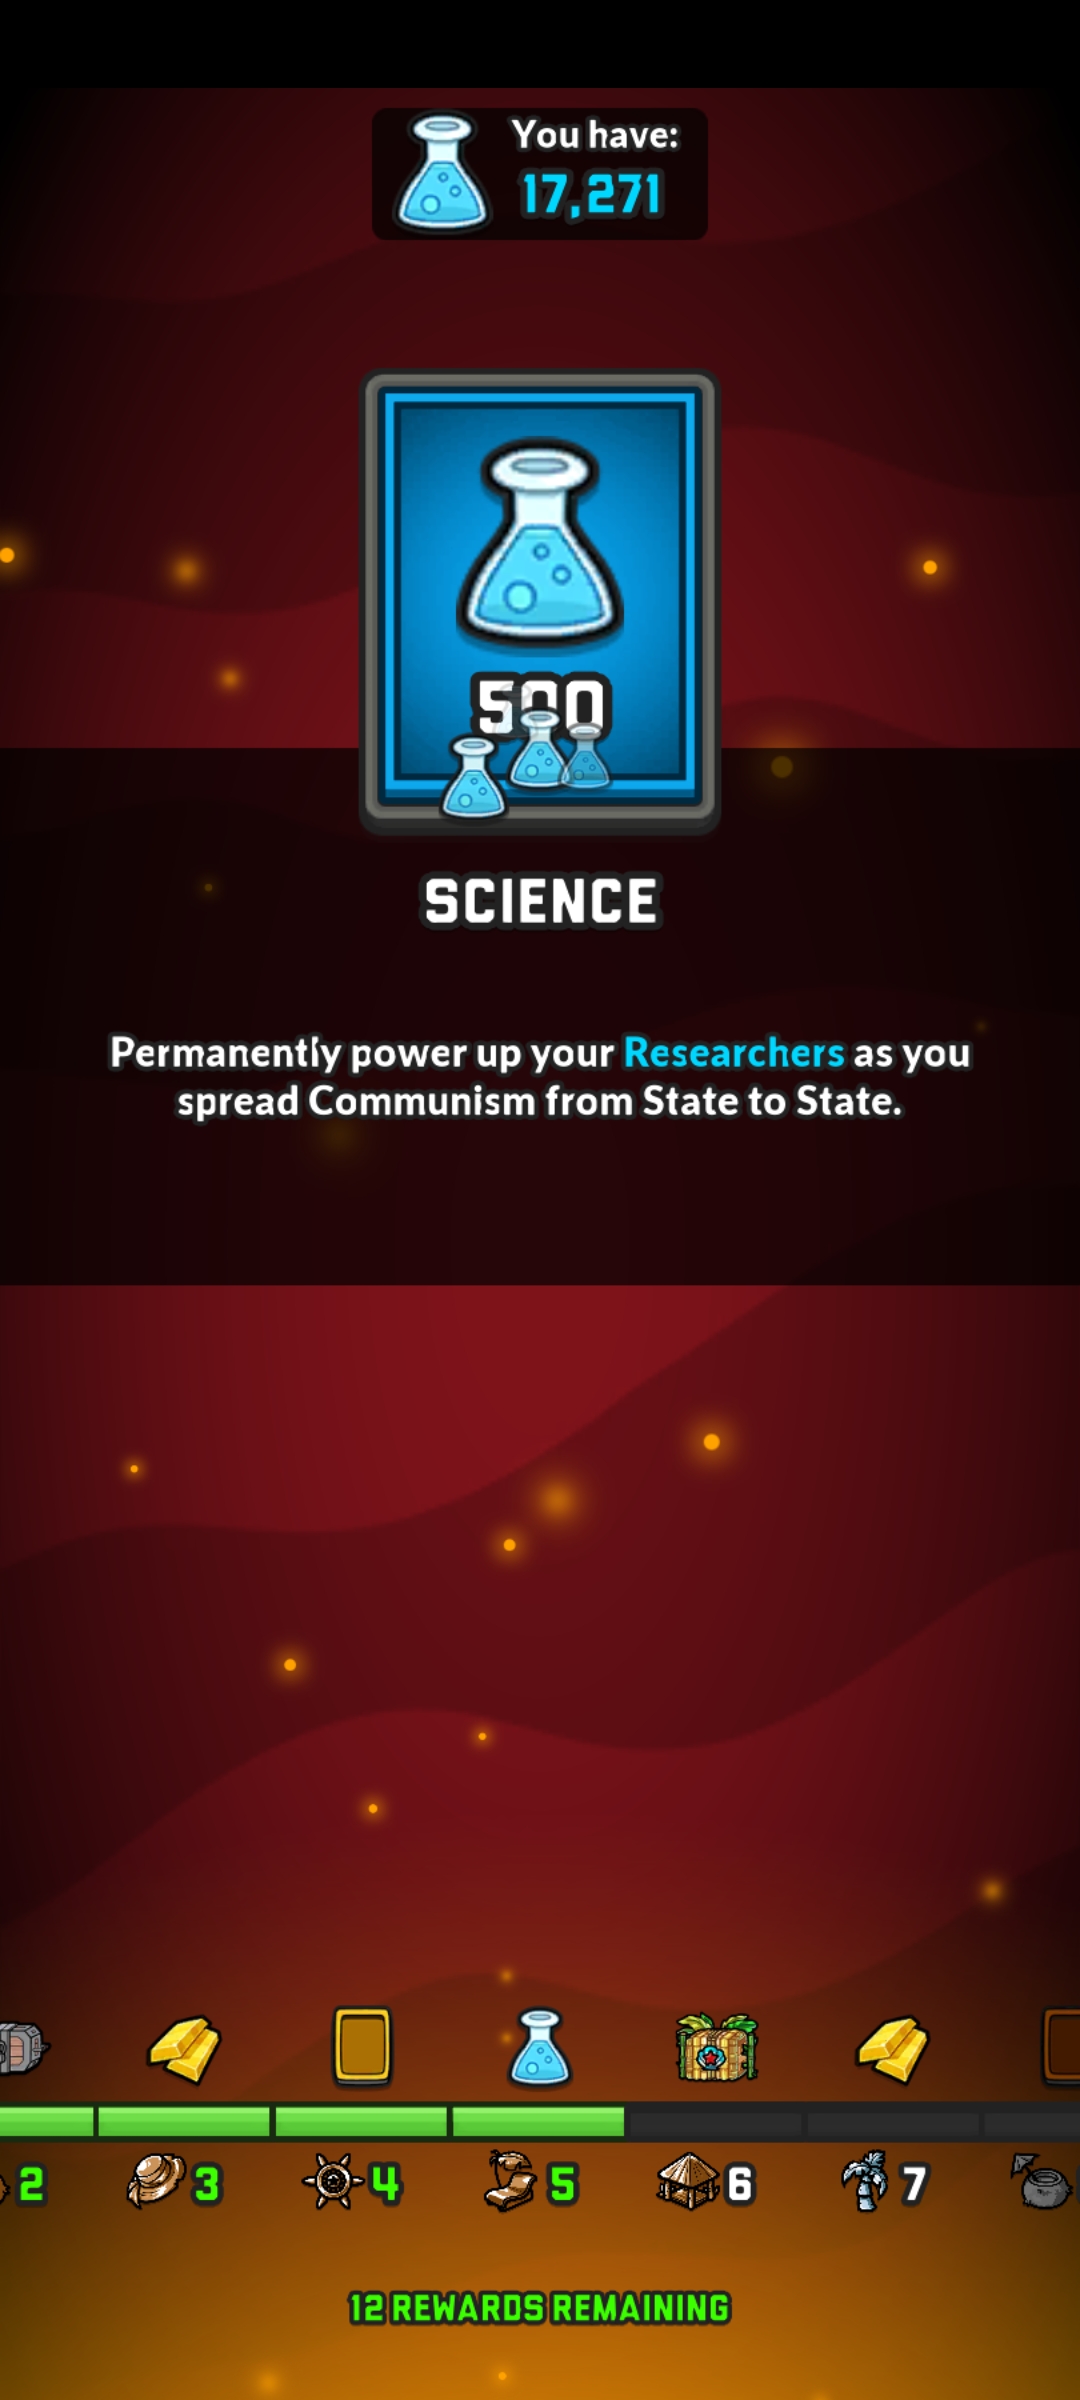 You have:
17,271
500
SCIENCE
Permanently power up your Researchers as you
spread Communism from State to State.
2 3 4 5 6 7
12 REWARDS REMAINING